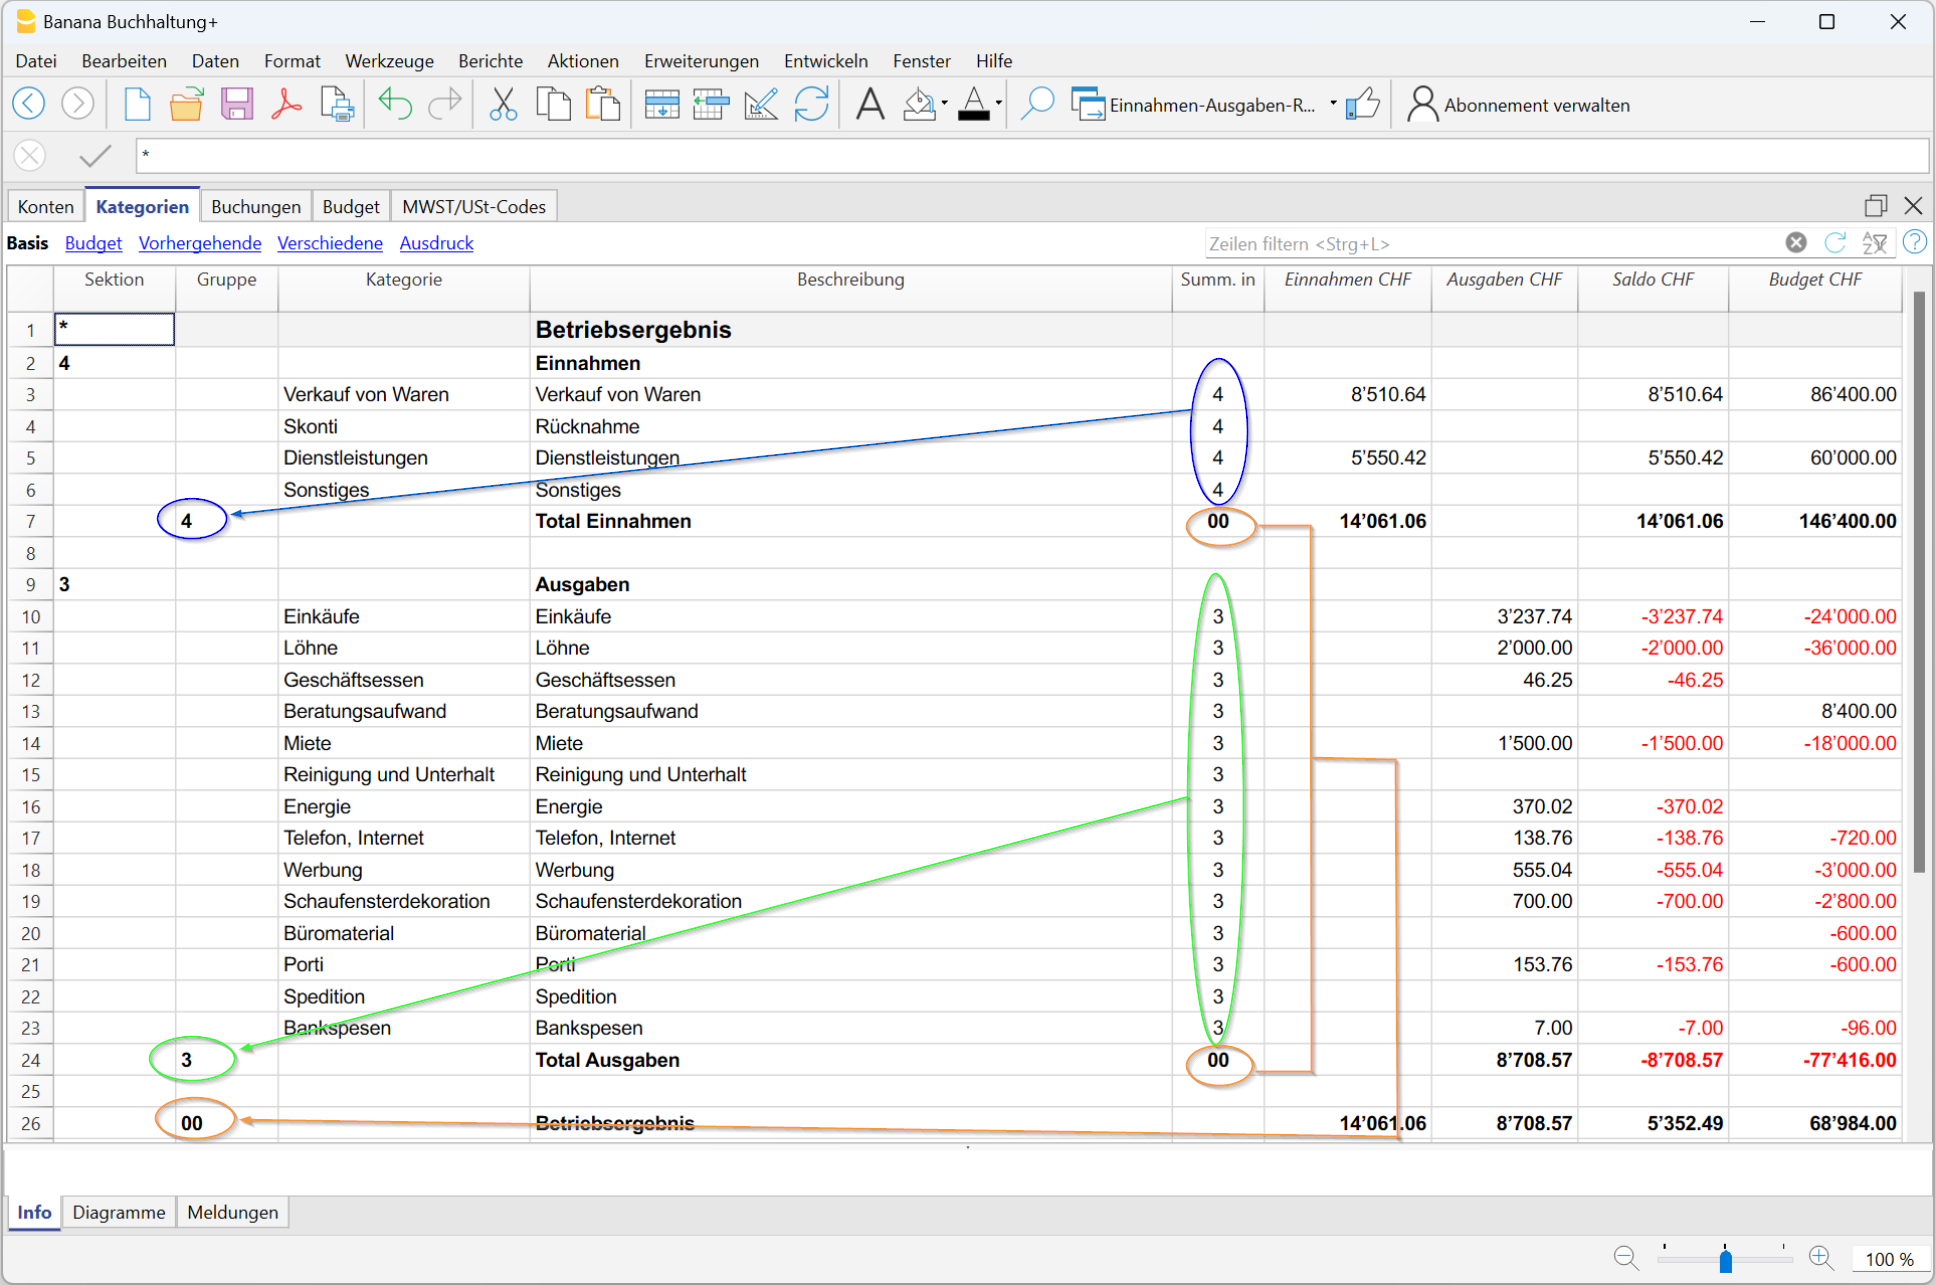 Banana Buchhaltung+
Datei Bearbeiten Daten Format Werkzeuge Berichte Aktionen Erweiterungen Entwickeln Fenster Hilfe
Einnahmen-Ausgaben-R... Abonnement verwalten
*
Konten Kategorien Buchungen Budget MWST/USt-Codes
Basis Budget Vorhergehende Verschiedene Ausdruck Zeilen filtern <Strg+L>
Sektion Gruppe Kategorie Beschreibung Summ. in Einnahmen CHF Ausgaben CHF Saldo CHF Budget CHF
1 * Betriebsergebnis
2 4 Einnahmen
3 Verkauf von Waren Verkauf von Waren 4 8’510.64 8’510.64 86’400.00
4 Skonti Rücknahme 4
5 Dienstleistungen Dienstleistungen 4 5’550.42 5’550.42 60’000.00
6 Sonstiges Sonstiges 4
7 4 Total Einnahmen 00 14’061.06 14’061.06 146’400.00
8
9 3 Ausgaben
10 Einkäufe Einkäufe 3 3’237.74 -3’237.74 -24’000.00
11 Löhne Löhne 3 2’000.00 -2’000.00 -36’000.00
12 Geschäftsessen Geschäftsessen 3 46.25 -46.25
13 Beratungsaufwand Beratungsaufwand 3 8’400.00
14 Miete Miete 3 1’500.00 -1’500.00 -18’000.00
15 Reinigung und Unterhalt Reinigung und Unterhalt 3
16 Energie Energie 3 370.02 -370.02
17 Telefon, Internet Telefon, Internet 3 138.76 -138.76 -720.00
18 Werbung Werbung 3 555.04 -555.04 -3’000.00
19 Schaufensterdekoration Schaufensterdekoration 3 700.00 -700.00 -2’800.00
20 Büromaterial Büromaterial 3 -600.00
21 Porti Porti 3 153.76 -153.76 -600.00
22 Spedition Spedition 3
23 Bankspesen Bankspesen 3 7.00 -7.00 -96.00
24 3 Total Ausgaben 00 8’708.57 -8’708.57 -77’416.00
25
26 00 Betriebsergebnis 14’061.06 8’708.57 5’352.49 68’984.00
Info Diagramme Meldungen
100 %